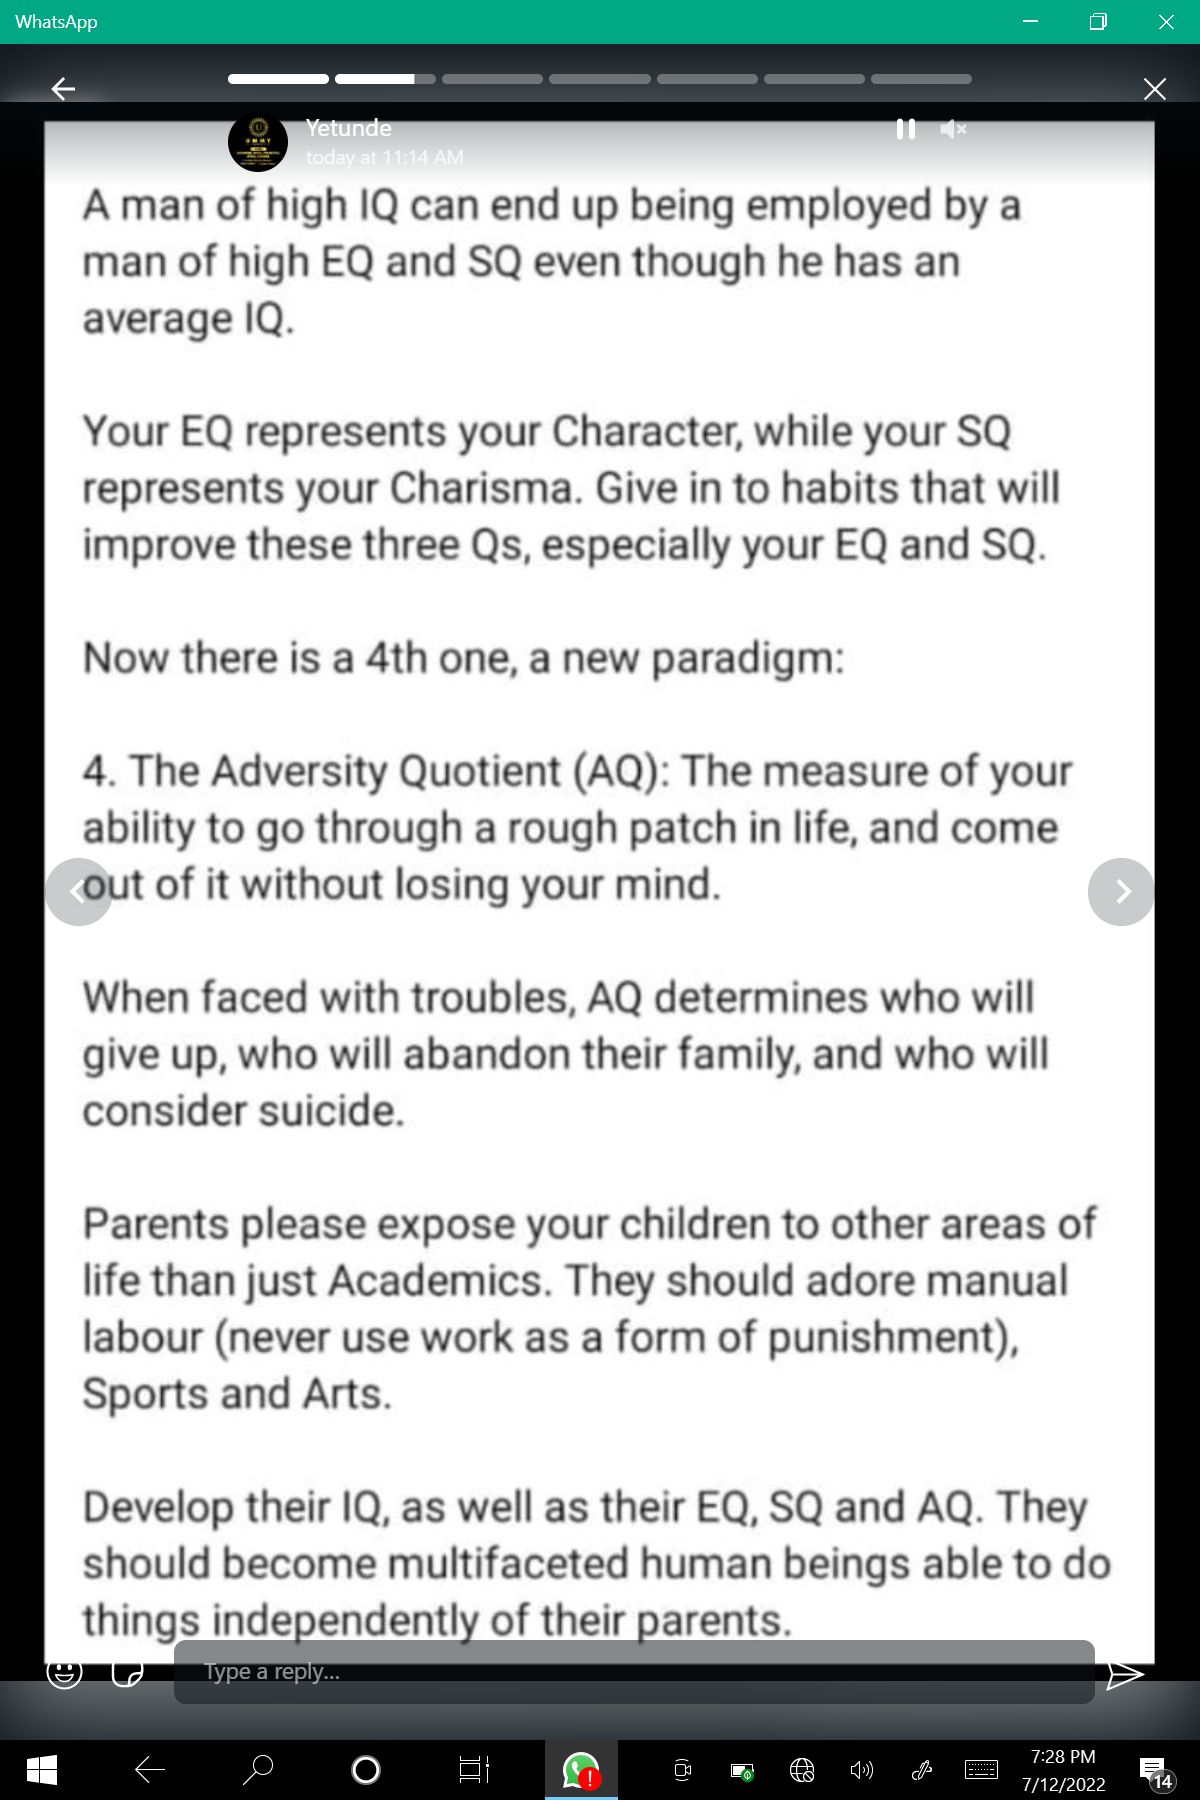 WhatsApp
Yetunde
today at 11:14 AM
UMMY
A man of high IQ can end up being employed by a
man of high EQ and SQ even though he has an
average IQ.
Your EQ represents your Character, while your SQ
represents your Charisma. Give in to habits that will
improve these three Qs, especially your EQ and SQ.
Now there is a 4th one, a new paradigm:
4. The Adversity Quotient (AQ): The measure of your
ability to go through a rough patch in life, and come
out of it without losing your mind.
When faced with troubles, AQ determines who will
give up, who will abandon their family, and who will
consider suicide.
Parents please expose your children to other areas of
life than just Academics. They should adore manual
labour (never use work as a form of punishment),
Sports and Arts.
Develop their IQ, as well as their EQ, SQ and AQ. They
should become multifaceted human beings able to do
things independently of their parents.
Type a reply...
7:28 PM
7/12/2022
14